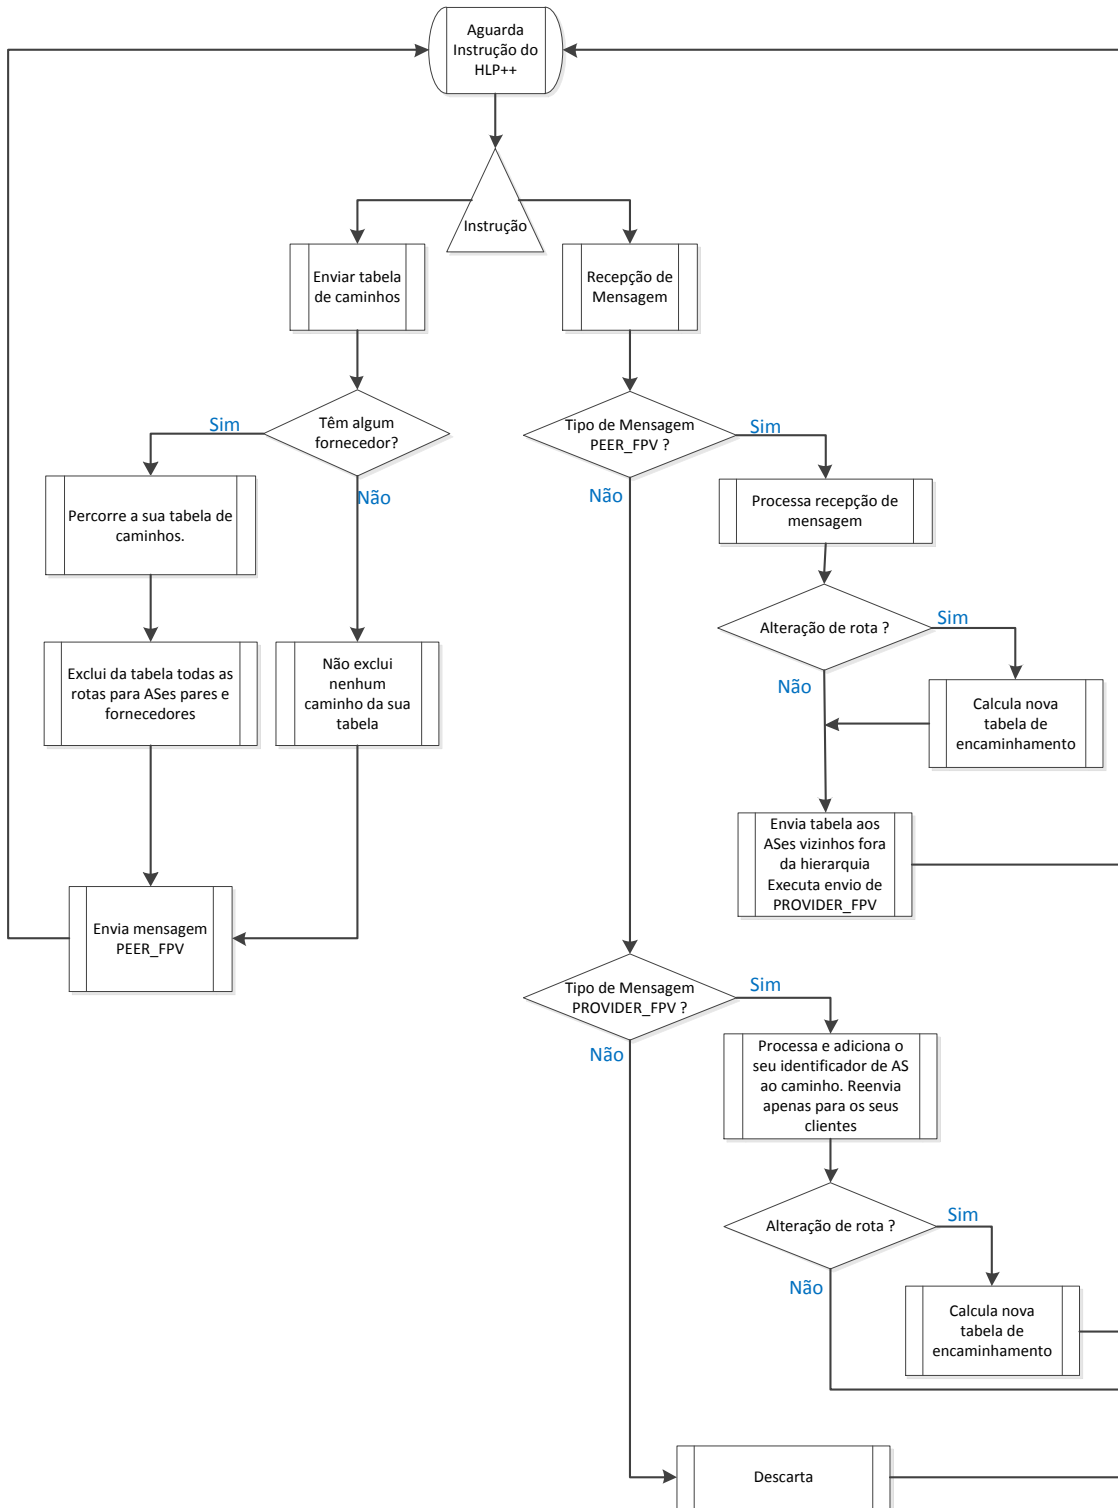 Aguarda
Instrução do
HLP++
Instrução
Enviar tabela
de caminhos
Recepção de
Mensagem
Têm algum
fornecedor?
Sim
Não
Tipo de Mensagem
PEER_FPV ?
Sim
Não
Percorre a sua tabela de
caminhos.
Processa recepção de
mensagem
Exclui da tabela todas as
rotas para ASes pares e
fornecedores
Não exclui
nenhum
caminho da sua
tabela
Alteração de rota ?
Sim
Não
Calcula nova
tabela de
encaminhamento
Envia tabela aos
ASes vizinhos fora
da hierarquia
Executa envio de
PROVIDER_FPV
Envia mensagem
PEER_FPV
Tipo de Mensagem
PROVIDER_FPV ?
Sim
Não
Processa e adiciona o
seu identificador de AS
ao caminho. Reenvia
apenas para os seus
clientes
Alteração de rota ?
Sim
Não
Calcula nova
tabela de
encaminhamento
Descarta